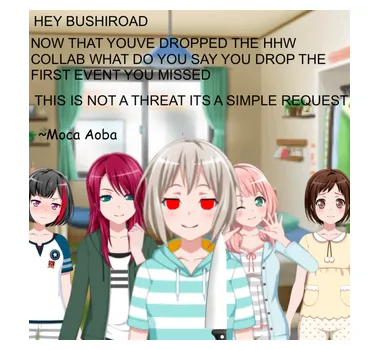 HEY BUSHIROAD
NOW THAT YOUVE DROPPED THE HHW
COLLAB WHAT DO YOU SAY YOU DROP THE
FIRST EVENT YOU MISSED
THIS IS NOT A THREAT ITS A SIMPLE REQUEST
~Moca Aoba